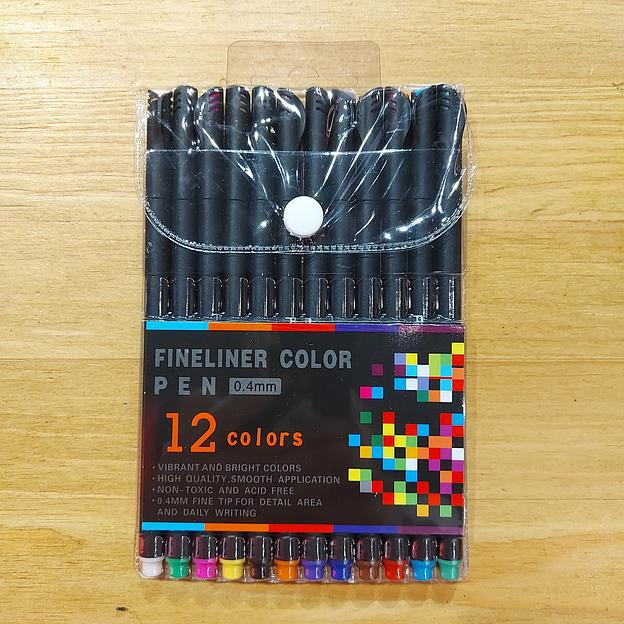 FINELINER COLOR
PEN 0.4mm
12 colors
· VIBRANT AND BRIGHT COLORS
· HIGH QUALITY,SMOOTH APPLICATION
· NON-TOXIC AND ACID FREE
· 0.4MM FINE TIP FOR DETAIL AREA
AND DAILY WRITING